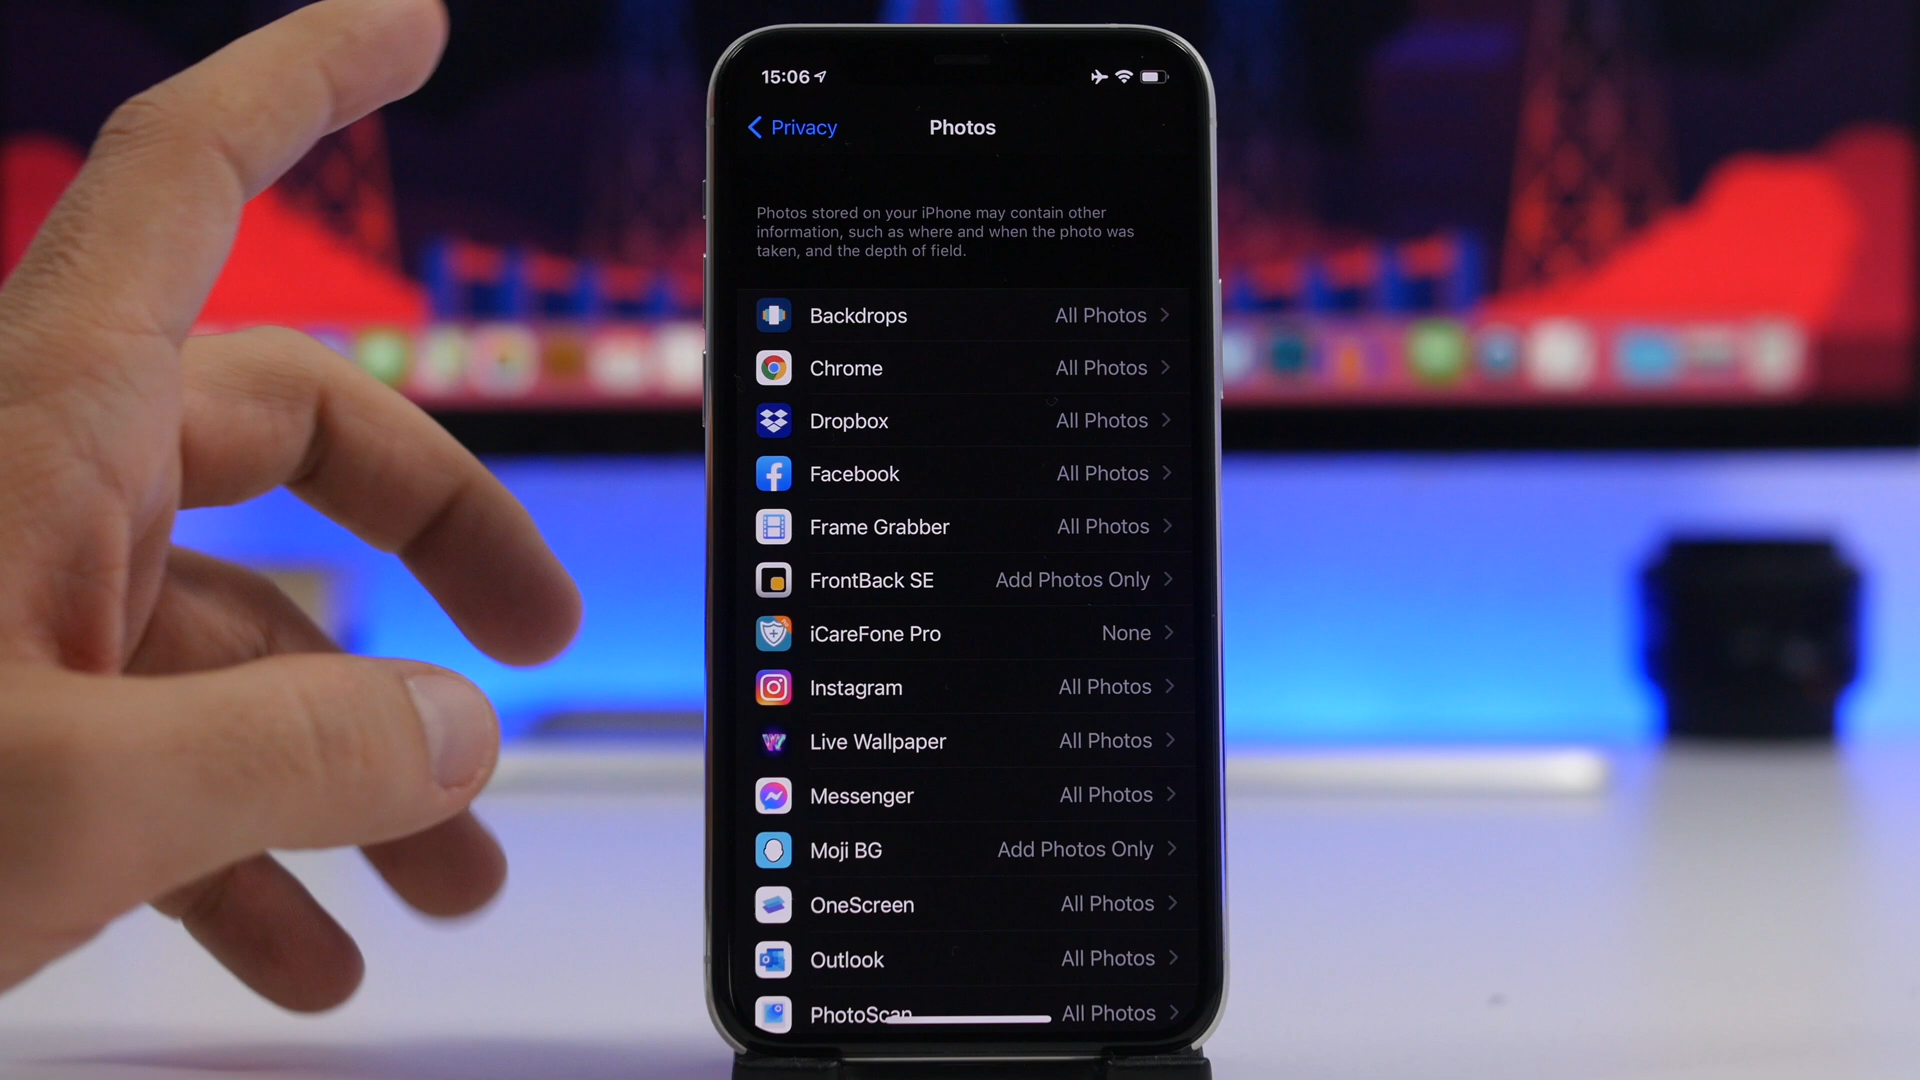 15:06
Privacy
Photos
Photos stored on your iPhone may contain other
information, such as where and when the photo was
taken, and the depth of field.
Backdrops All Photos
Chrome All Photos
Dropbox All Photos
Facebook All Photos
Frame Grabber All Photos
FrontBack SE Add Photos Only
iCareFone Pro None
Instagram All Photos
Live Wallpaper All Photos
Messenger All Photos
Moji BG Add Photos Only
OneScreen All Photos
Outlook All Photos
PhotoScan All Photos